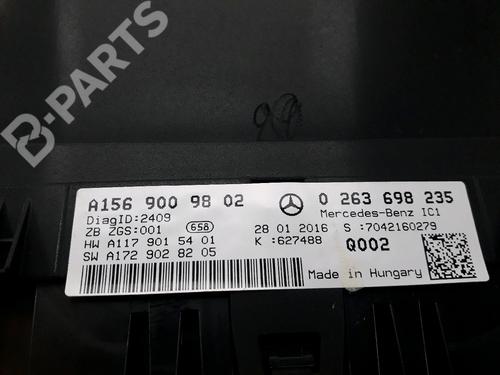 B-PARTS
A156 900 98 02
0 263 698 235
DiagID:2409
Mercedes-Benz IC1
ZB ZGS:001
658
28 01 2016 S :7042160279
HW A117 901 54 01
K :627488 Q002
SW A172 902 82 05
Made in Hungary